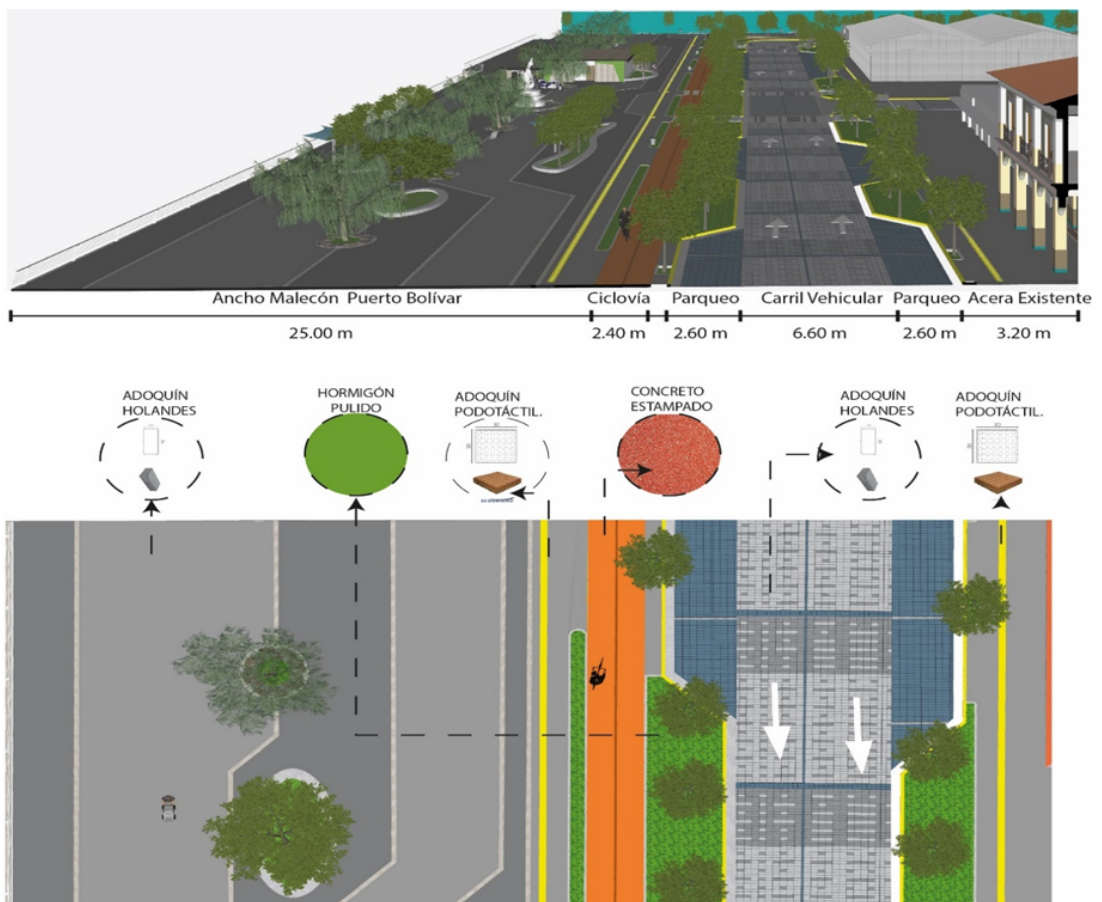 Ancho Malecón Puerto Bolívar
Ciclovía
Parqueo
Carril Vehicular
Parqueo
Acera Existente
25.00 m
2.40 m
2.60 m
6.60 m
2.60 m
3.20 m
ADOQUÍN
HOLANDES
HORMIGÓN
PULIDO
ADOQUÍN
PODOTÁCTIL.
CONCRETO
ESTAMPADO
ADOQUÍN
HOLANDES
ADOQUÍN
PODOTÁCTIL.